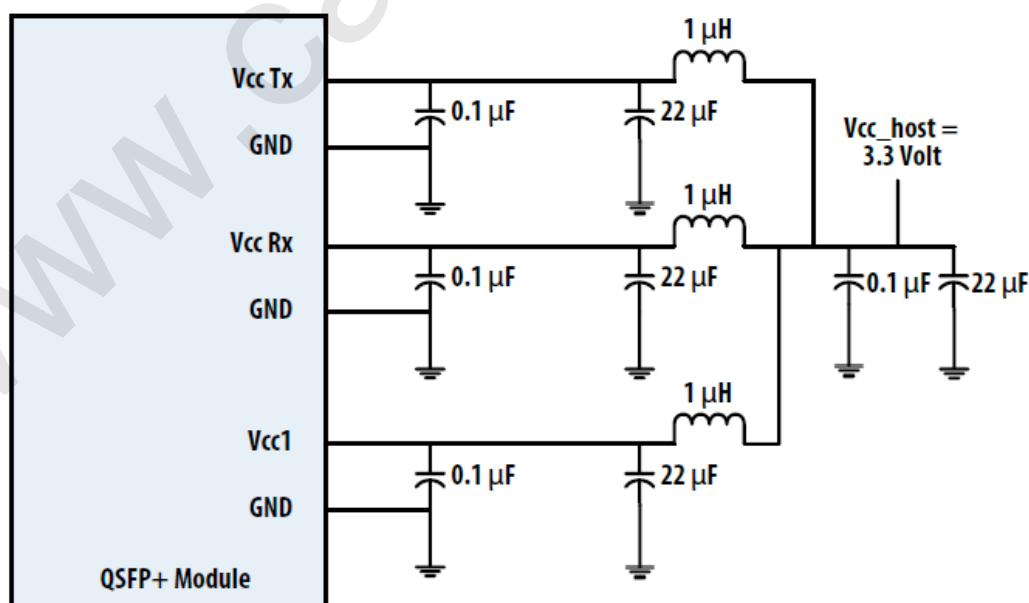 www.ca
1 µH
Vcc Tx
0.1 µF
22 µF
GND
Vcc_host =
3.3 Volt
1 µH
Vcc Rx
0.1 µF
22 µF
0.1 µF
22 µF
GND
1 µH
Vcc1
0.1 µF
22 µF
GND
QSFP+ Module